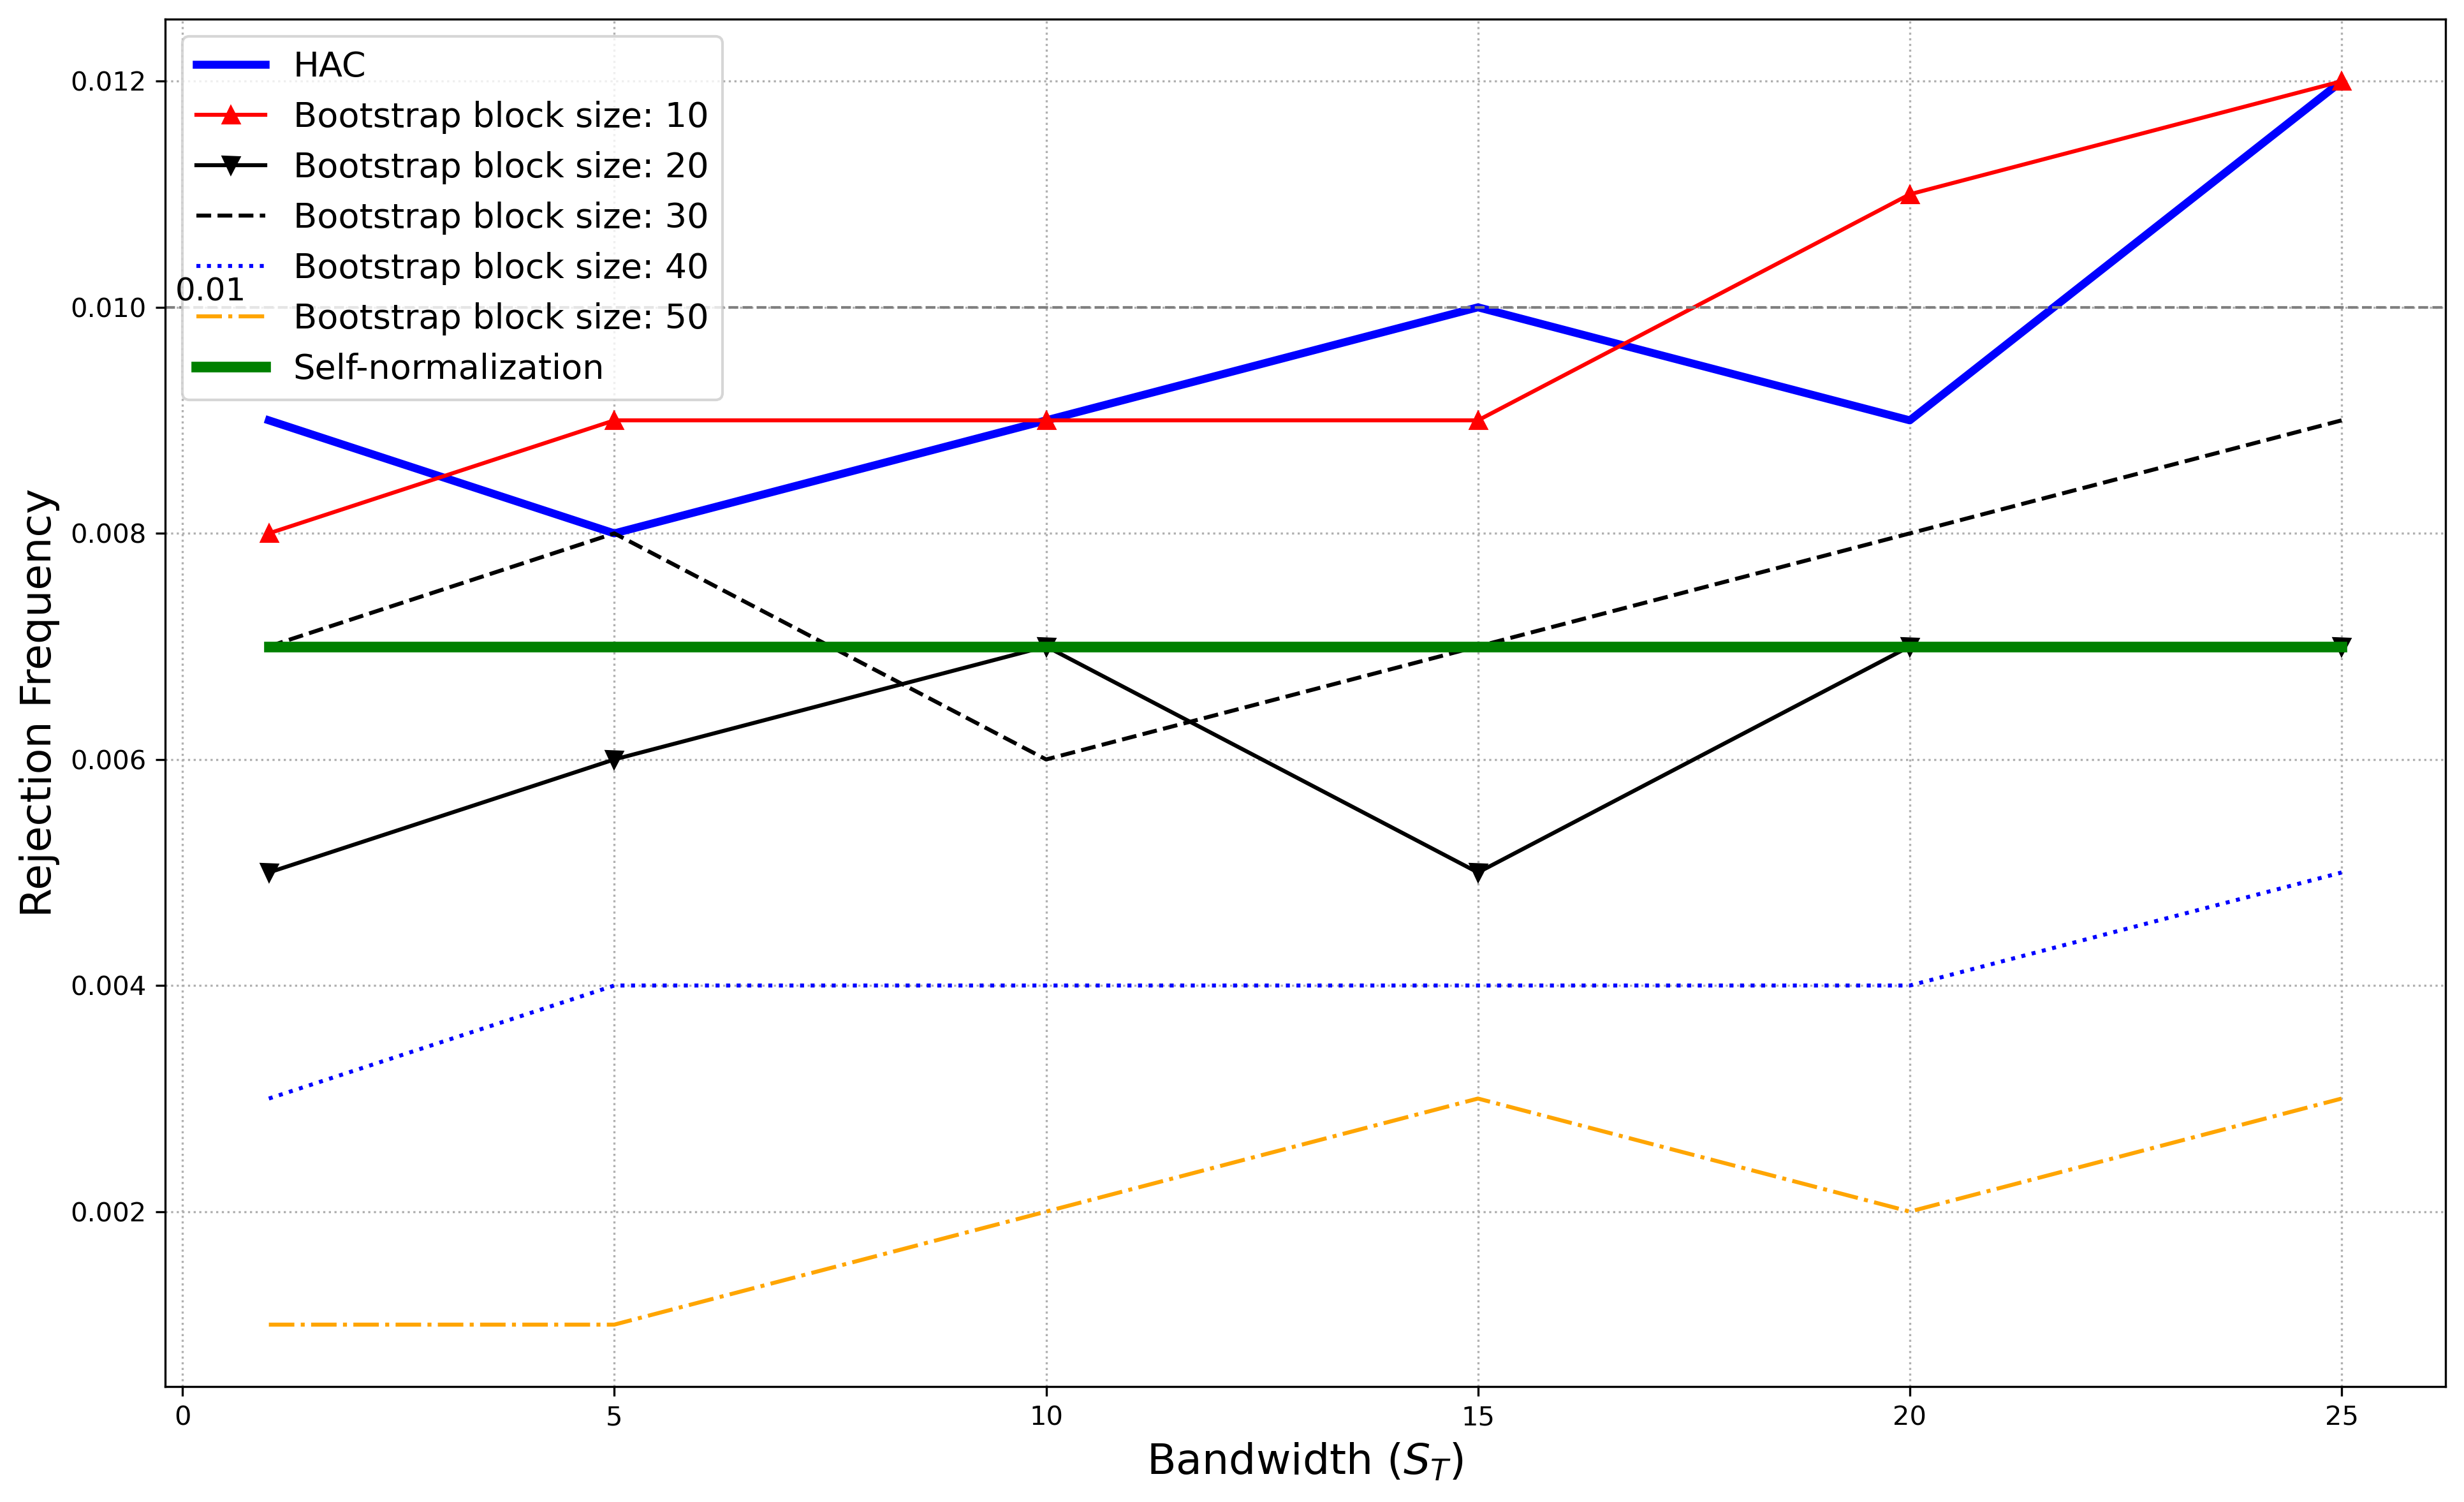 HAC
Bootstrap block size: 10
Bootstrap block size: 20
Bootstrap block size: 30
Bootstrap block size: 40
Bootstrap block size: 50
Self-normalization
0.01
0.012
0.010
0.008
0.006
0.004
0.002
Rejection Frequency
0 5 10 15 20 25
Bandwidth (S_T)